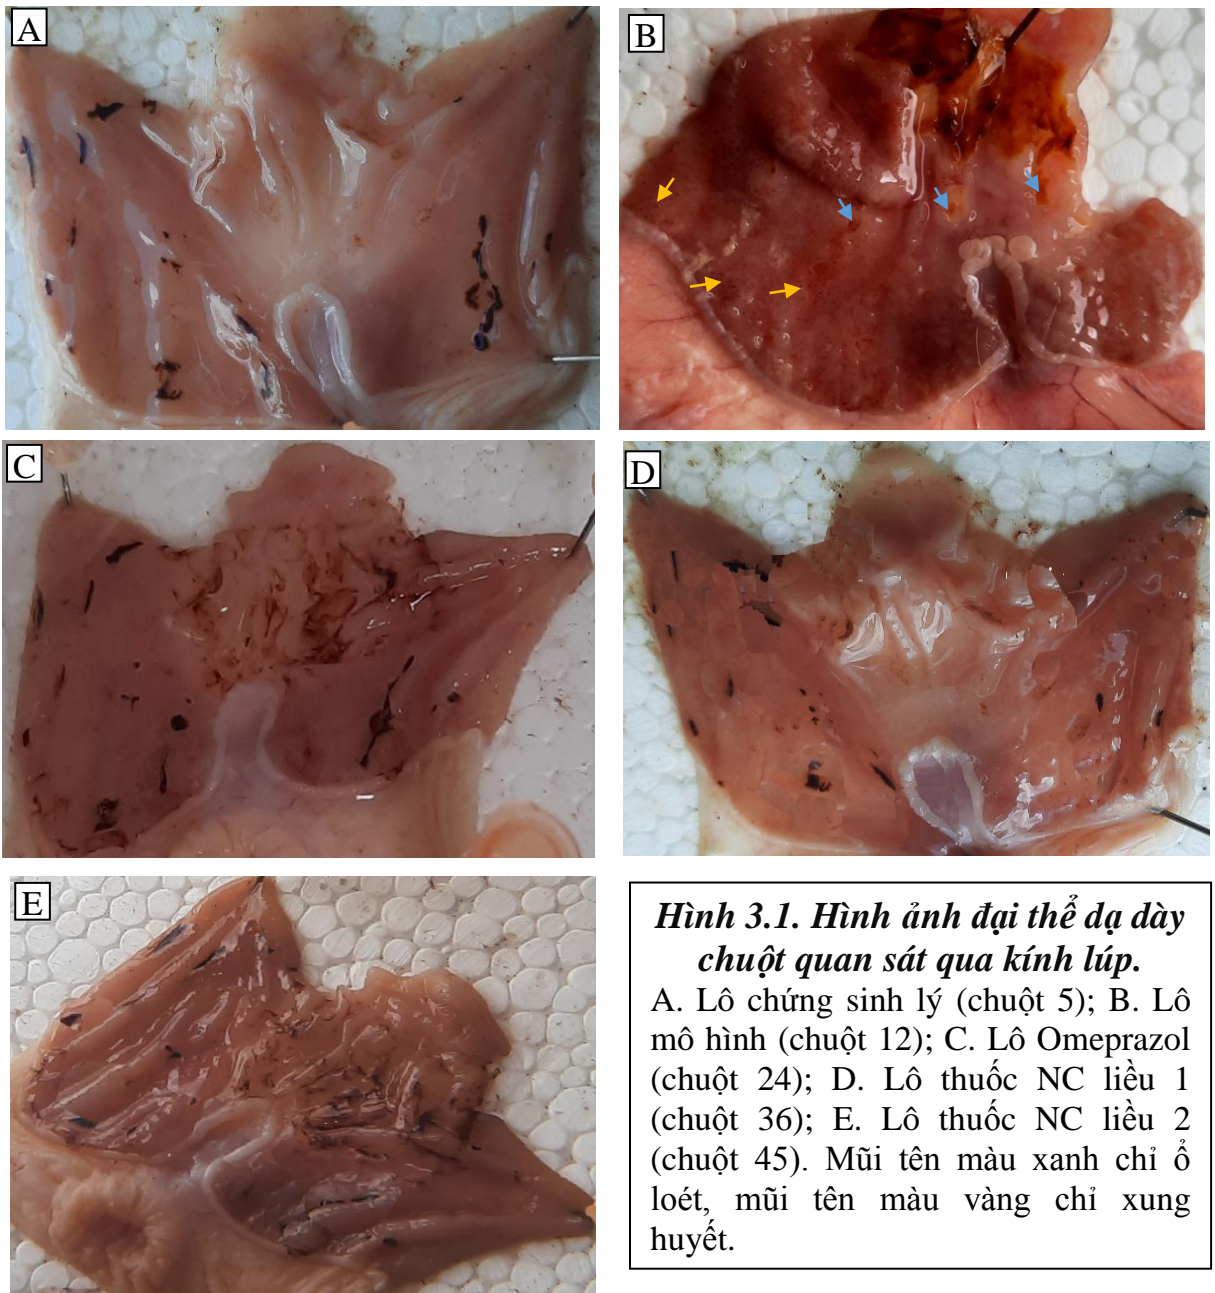 A
B
C
D
E
Hình 3.1. Hình ảnh đại thể dạ dày
chuột quan sát qua kính lúp.
A. Lô chứng sinh lý (chuột 5); B. Lô
mô hình (chuột 12); C. Lô Omeprazol
(chuột 24); D. Lô thuốc NC liều 1
(chuột 36); E. Lô thuốc NC liều 2
(chuột 45). Mũi tên màu xanh chỉ ổ
loét, mũi tên màu vàng chỉ xung
huyết.